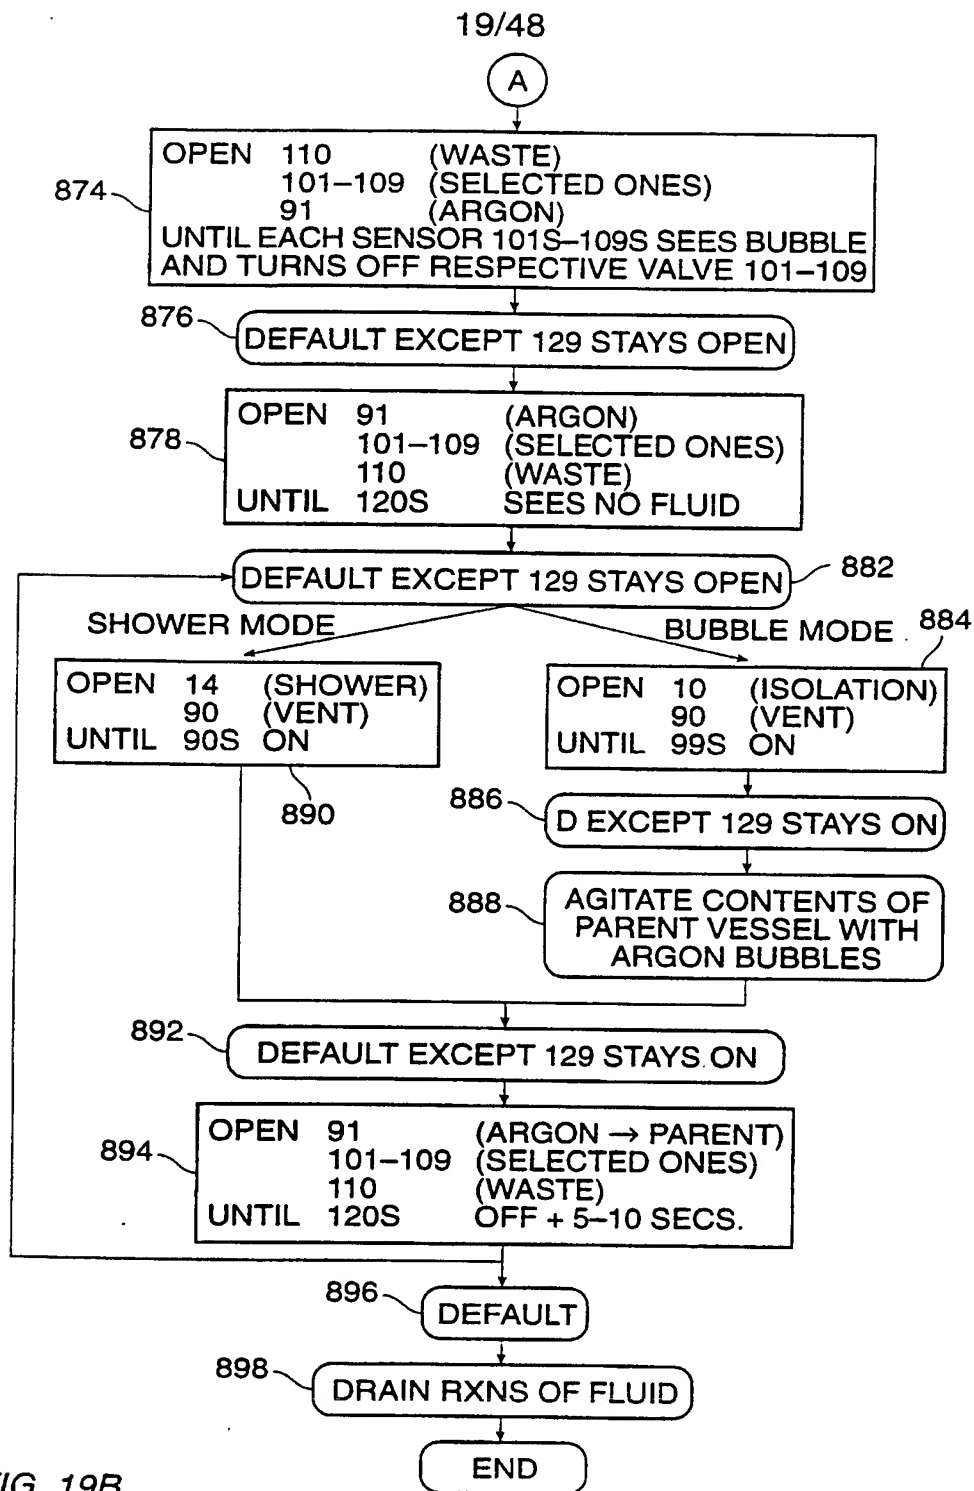 19/48
A
874
OPEN 110 (WASTE)
101–109 (SELECTED ONES)
91 (ARGON)
UNTIL EACH SENSOR 101S–109S SEES BUBBLE
AND TURNS OFF RESPECTIVE VALVE 101–109
876
DEFAULT EXCEPT 129 STAYS OPEN
878
OPEN 91 (ARGON)
101–109 (SELECTED ONES)
110 (WASTE)
UNTIL 120S SEES NO FLUID
DEFAULT EXCEPT 129 STAYS OPEN
882
SHOWER MODE
BUBBLE MODE
884
OPEN 14 (SHOWER)
90 (VENT)
UNTIL 90S ON
890
OPEN 10 (ISOLATION)
90 (VENT)
UNTIL 99S ON
886
D EXCEPT 129 STAYS ON
888
AGITATE CONTENTS OF
PARENT VESSEL WITH
ARGON BUBBLES
892
DEFAULT EXCEPT 129 STAYS ON
894
OPEN 91 (ARGON → PARENT)
101–109 (SELECTED ONES)
110 (WASTE)
UNTIL 120S OFF + 5–10 SECS.
896
DEFAULT
898
DRAIN RXNS OF FLUID
END
FIG. 19B